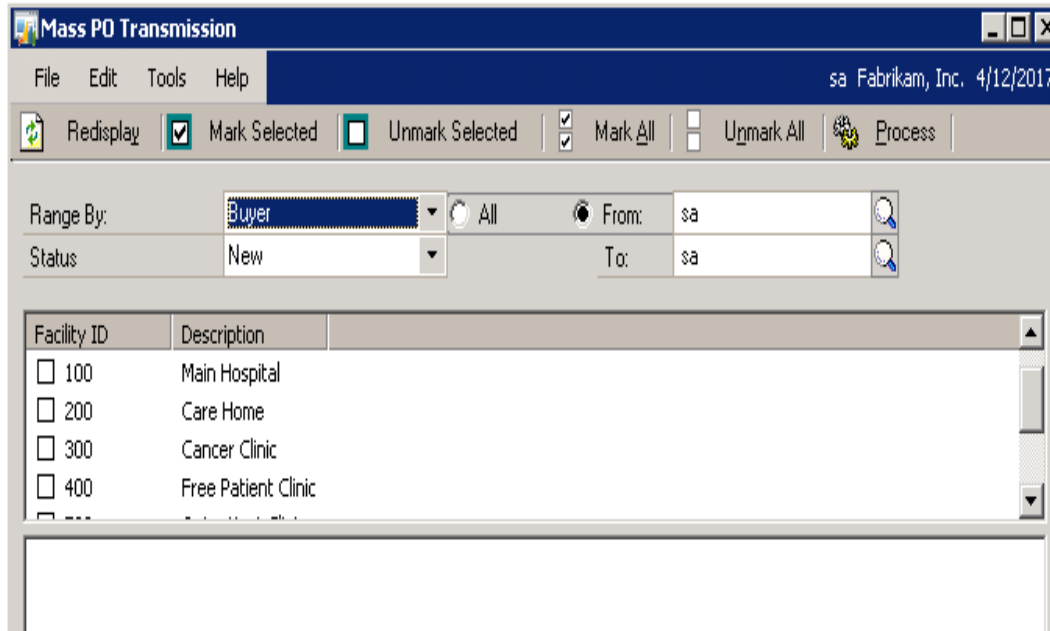 Mass PO Transmission
File Edit Tools Help sa Fabrikam, Inc. 4/12/2017
Redisplay Mark Selected Unmark Selected Mark All Unmark All Process
Range By: Buyer All From: sa
Status New To: sa
Facility ID Description
100 Main Hospital
200 Care Home
300 Cancer Clinic
400 Free Patient Clinic